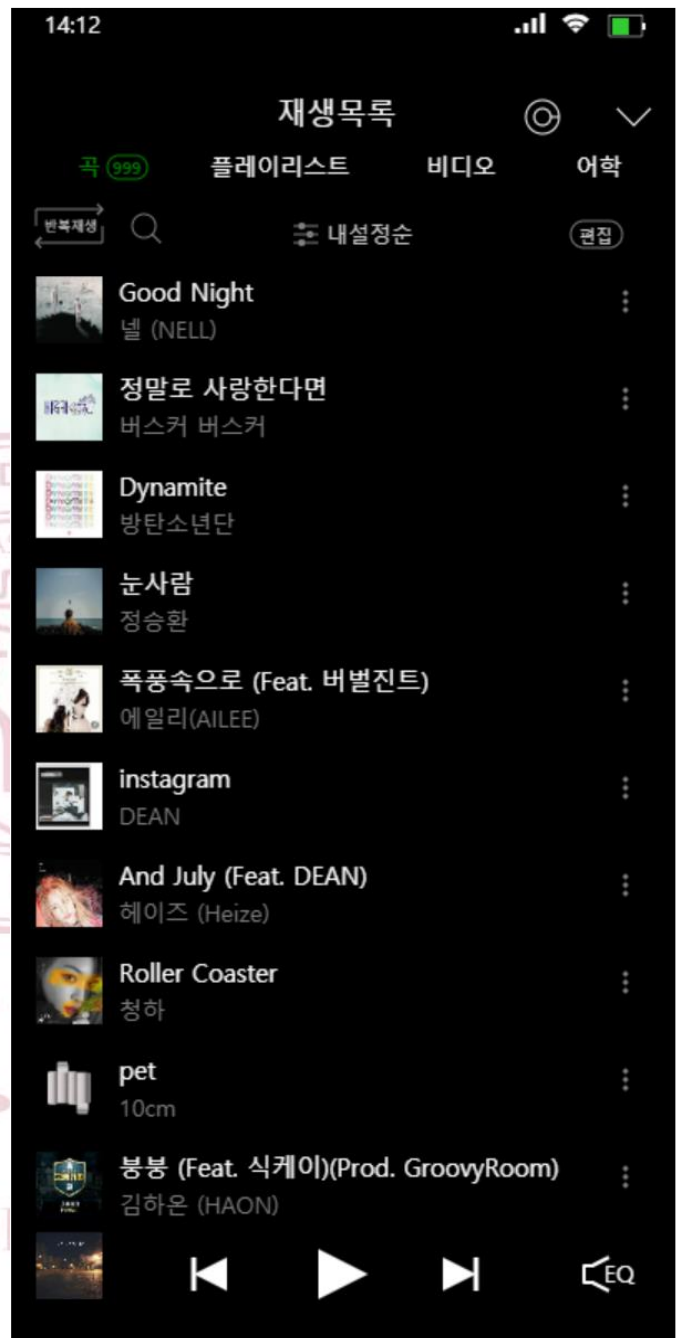 14:12
재생목록
곡 999 플레이리스트 비디오 어학
반복재생 내설정순 편집
Good Night
넬 (NELL)
정말로 사랑한다면
버스커 버스커
Dynamite
방탄소년단
눈사람
정승환
폭풍속으로 (Feat. 버벌진트)
에일리(AILEE)
instagram
DEAN
And July (Feat. DEAN)
헤이즈 (Heize)
Roller Coaster
청하
pet
10cm
붕붕 (Feat. 식케이)(Prod. GroovyRoom)
김하온 (HAON)
EQ